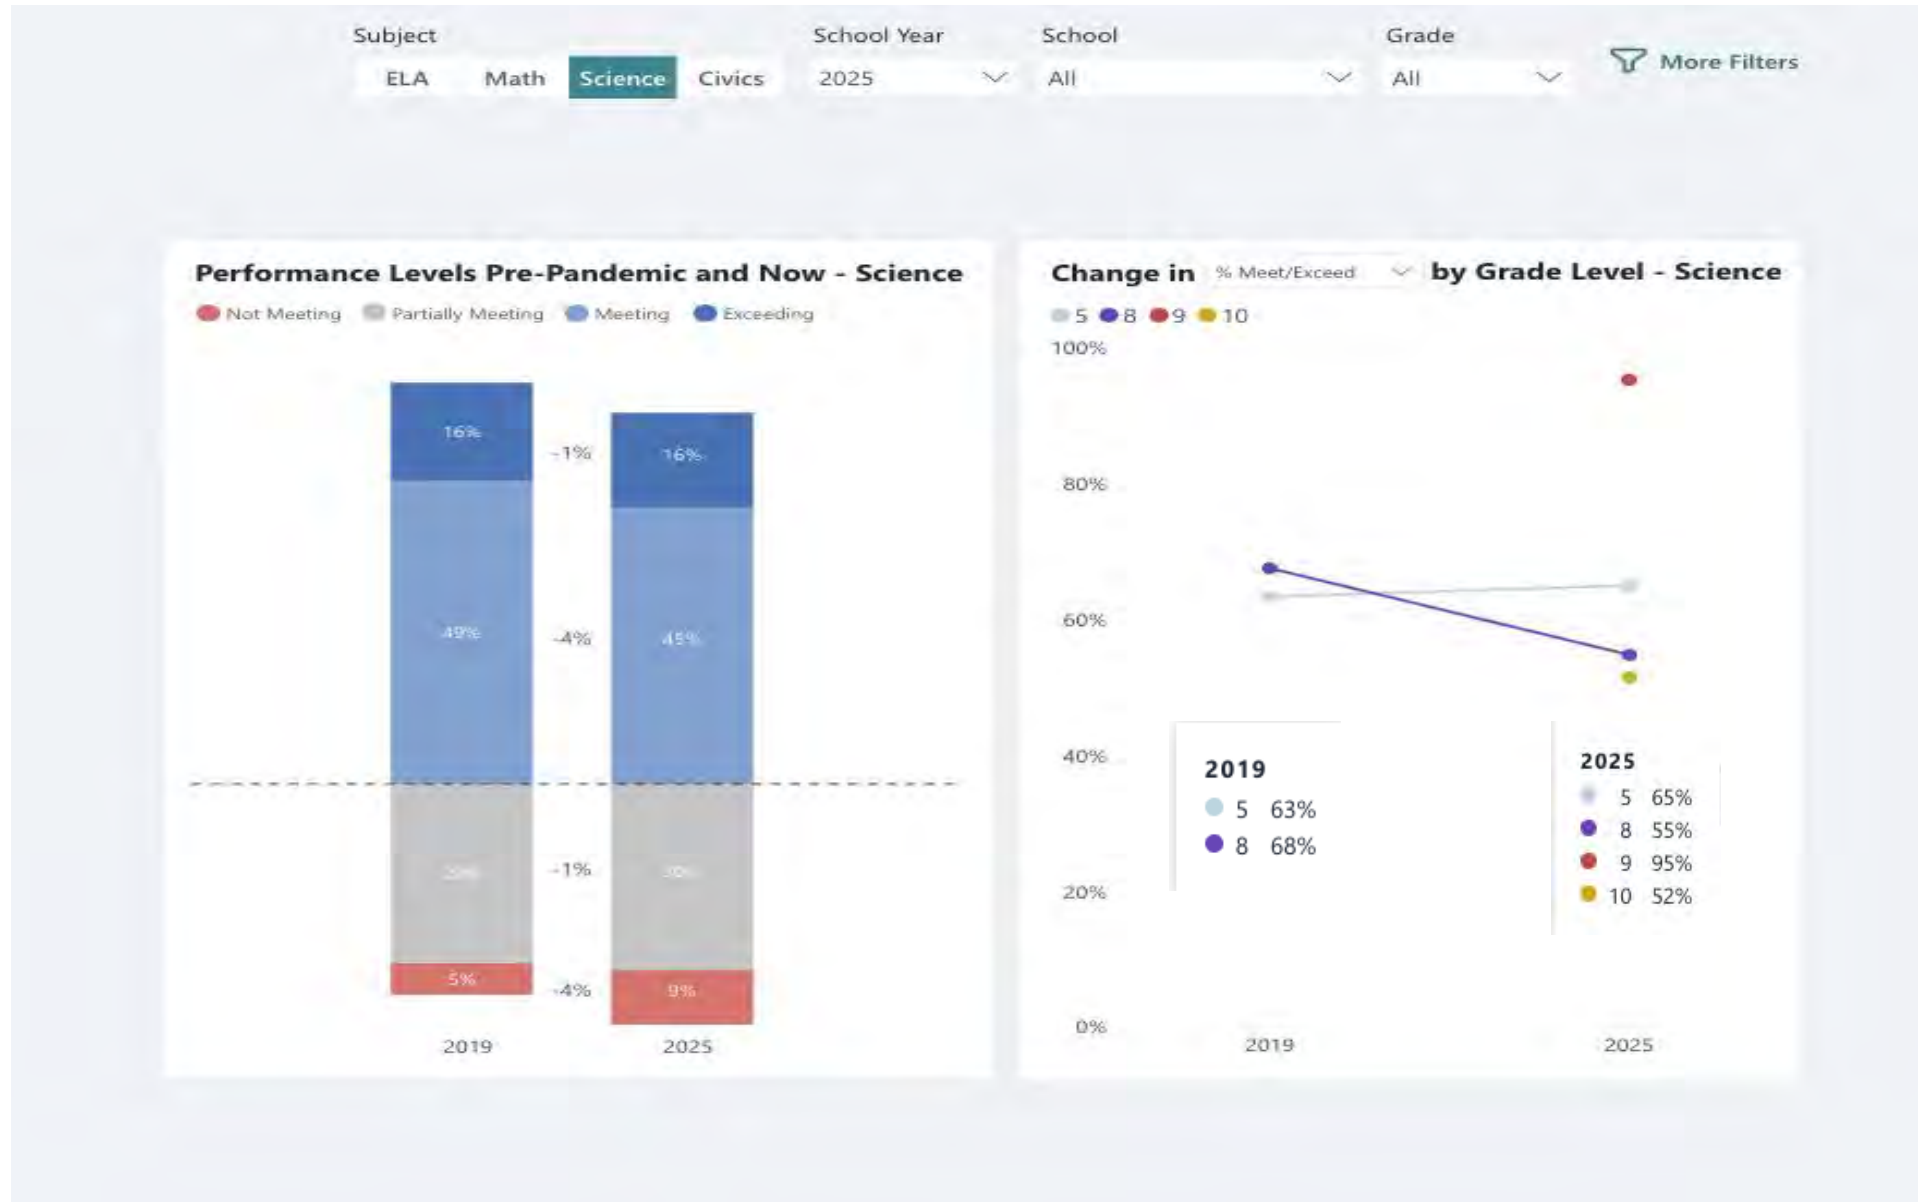 Subject
ELA Math Science Civics
School Year
2025
School
All
Grade
All
More Filters
Performance Levels Pre-Pandemic and Now - Science
Not Meeting Partially Meeting Meeting Exceeding
16%
-1%
16%
49%
-4%
45%
-1%
5%
-4%
9%
2019 2025
Change in % Meet/Exceed by Grade Level - Science
5 8 9 10
100%
80%
60%
40%
20%
0%
2019
5 63%
8 68%
2025
5 65%
8 55%
9 95%
10 52%
2019 2025